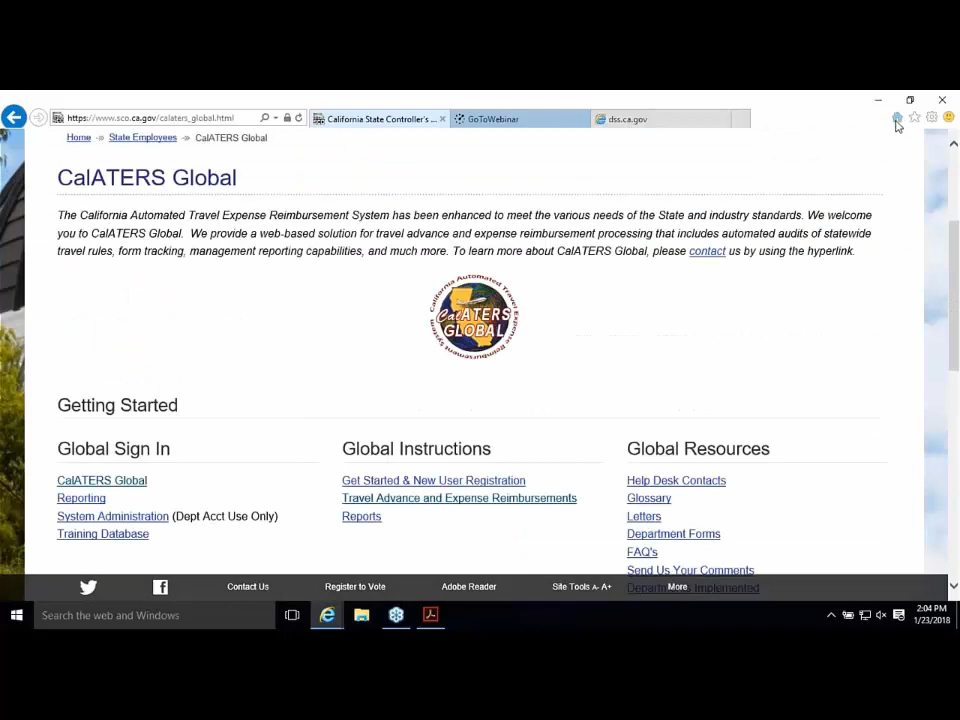 https://www.sco.ca.gov/calaters_global.html
California State Controller's ...
GoToWebinar
dss.ca.gov
Home
State Employees
CalATERS Global
CalATERS Global
The California Automated Travel Expense Reimbursement System has been enhanced to meet the various needs of the State and industry standards. We welcome
you to CalATERS Global. We provide a web-based solution for travel advance and expense reimbursement processing that includes automated audits of statewide
travel rules, form tracking, management reporting capabilities, and much more. To learn more about CalATERS Global, please contact us by using the hyperlink.
California Automated Travel Expense Reimbursement System
CalATERS
GLOBAL
Getting Started
Global Sign In
CalATERS Global
Reporting
System Administration (Dept Acct Use Only)
Training Database
Global Instructions
Get Started & New User Registration
Travel Advance and Expense Reimbursements
Reports
Global Resources
Help Desk Contacts
Glossary
Letters
Department Forms
FAQ's
Send Us Your Comments
Departments Implemented
Contact Us
Register to Vote
Adobe Reader
Site Tools A- A+
More
Search the web and Windows
2:04 PM
1/23/2018